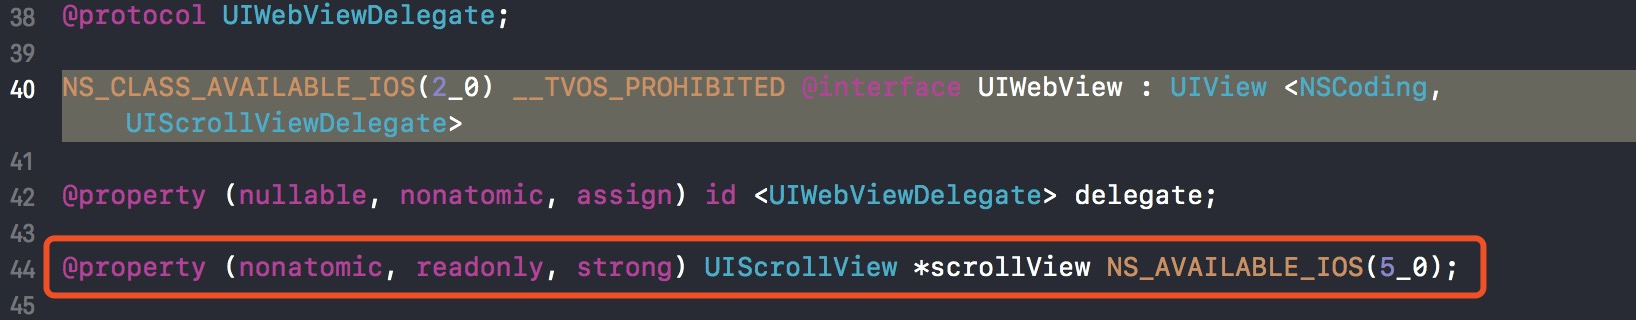 38 @protocol UIWebViewDelegate;
39
40 NS_CLASS_AVAILABLE_IOS(2_0) __TVOS_PROHIBITED @interface UIWebView : UIView <NSCoding,
UIScrollViewDelegate>
41
42 @property (nullable, nonatomic, assign) id <UIWebViewDelegate> delegate;
43
44 @property (nonatomic, readonly, strong) UIScrollView *scrollView NS_AVAILABLE_IOS(5_0);
45